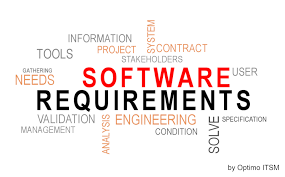 INFORMATION
SYSTEM
PROJECT
CONTRACT
TOOLS
STAKEHOLDERS
GATHERING
NEEDS
SOFTWARE
USER
REQUIREMENTS
VALIDATION
ENGINEERING
SOLVE
SPECIFICATION
MANAGEMENT
ANALYSIS
CONDITION
by Optimo ITSM